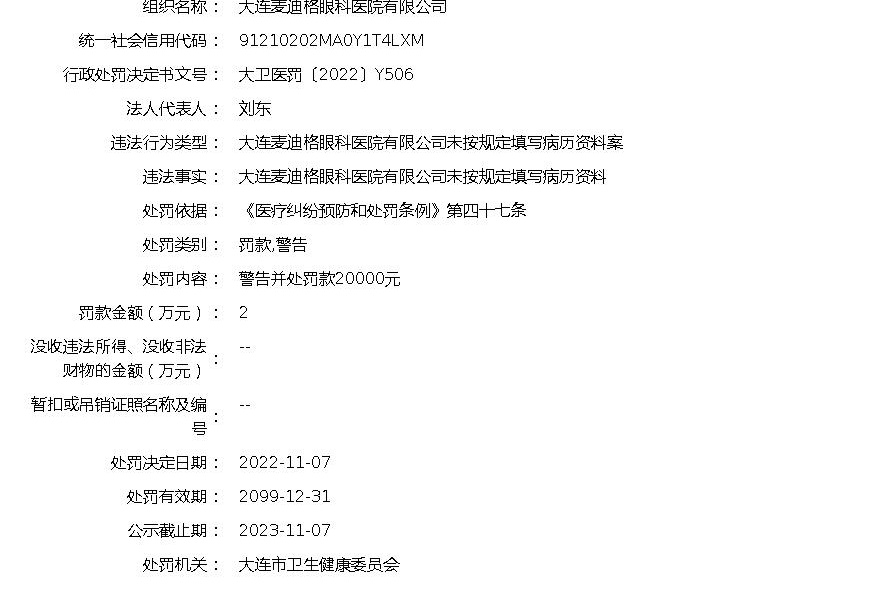 组织名称： 大连麦迪格眼科医院有限公司
统一社会信用代码： 91210202MA0Y1T4LXM
行政处罚决定书文号： 大卫医罚〔2022〕Y506
法人代表人： 刘东
违法行为类型： 大连麦迪格眼科医院有限公司未按规定填写病历资料案
违法事实： 大连麦迪格眼科医院有限公司未按规定填写病历资料
处罚依据： 《医疗纠纷预防和处罚条例》第四十七条
处罚类别： 罚款,警告
处罚内容： 警告并处罚款20000元
罚款金额（万元）： 2
没收违法所得、没收非法
财物的金额（万元）： --
暂扣或吊销证照名称及编
号： --
处罚决定日期： 2022-11-07
处罚有效期： 2099-12-31
公示截止期： 2023-11-07
处罚机关： 大连市卫生健康委员会